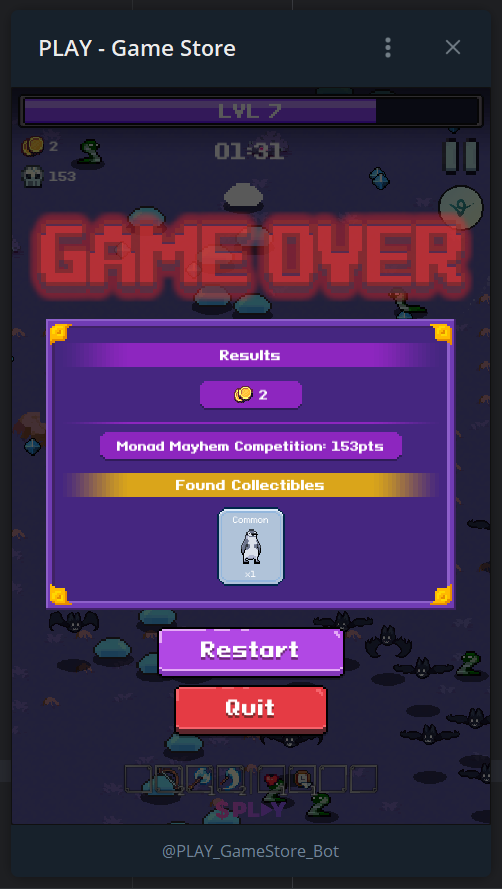 PLAY - Game Store
LVL 7
2
01:31
153
GAME OVER
Results
2
Monad Mayhem Competition: 153pts
Found Collectibles
Common
x1
Restart
Quit
$PLAY
@PLAY_GameStore_Bot